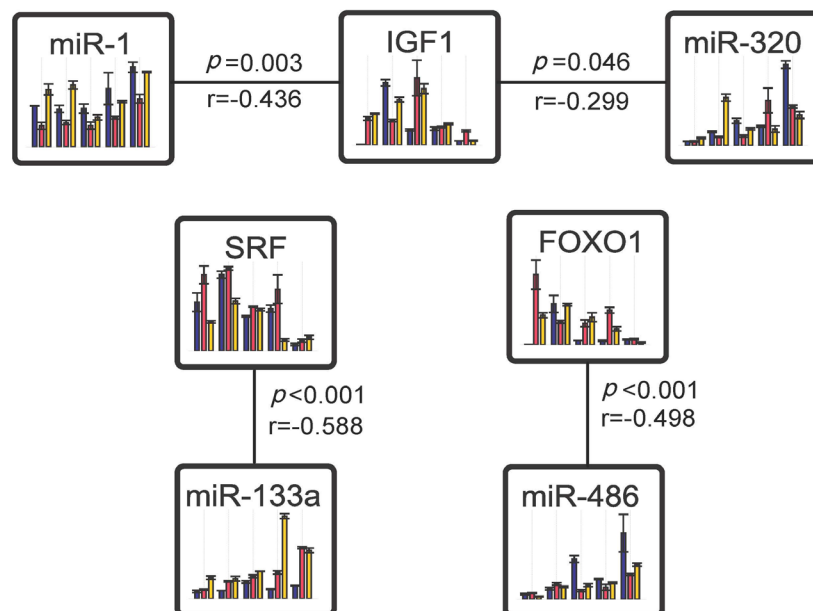 miR-1
IGF1
miR-320
p=0.003
r=-0.436
p=0.046
r=-0.299
SRF
FOXO1
p<0.001
r=-0.588
p<0.001
r=-0.498
miR-133a
miR-486